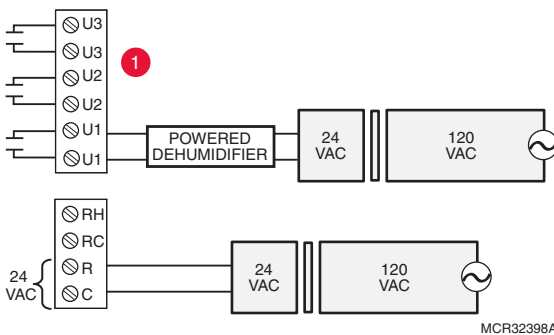 U3
U3
1
U2
U2
U1
U1
POWERED
DEHUMIDIFIER
24
VAC
120
VAC
RH
RC
R
C
24
VAC
24
VAC
120
VAC
MCR32398A